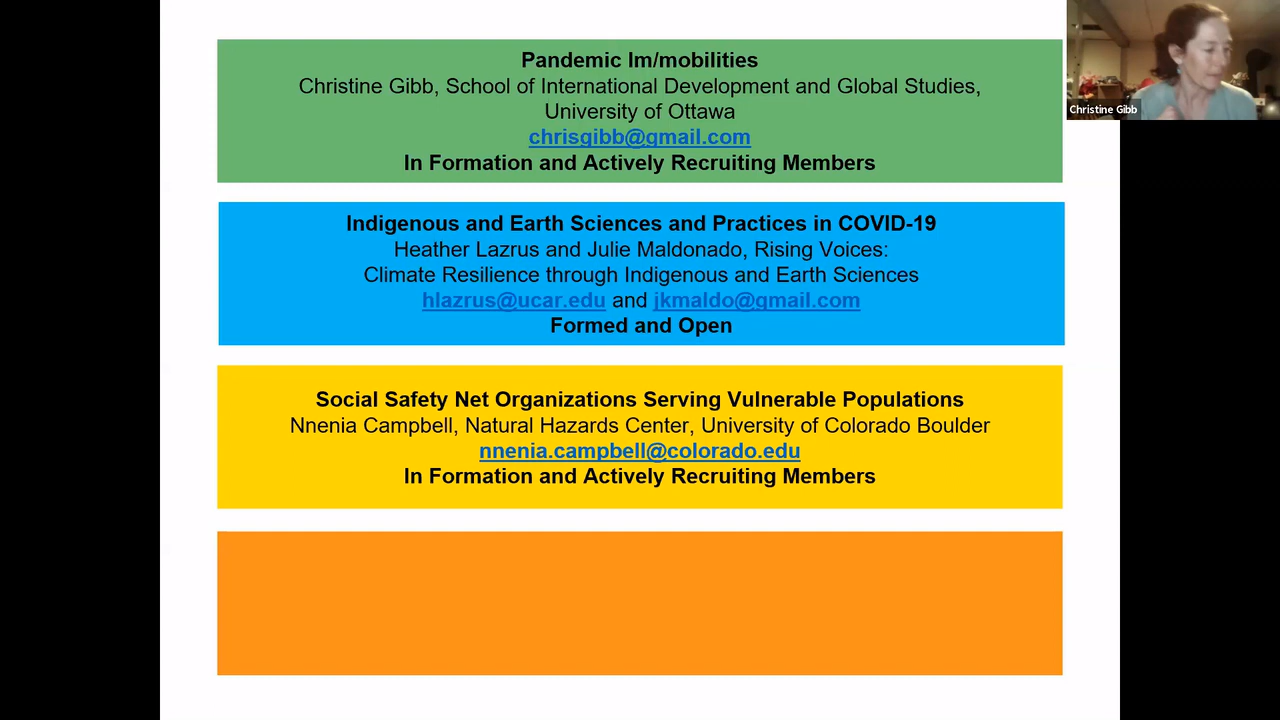 Pandemic Im/mobilities
Christine Gibb, School of International Development and Global Studies,
University of Ottawa
chrisgibb@gmail.com
In Formation and Actively Recruiting Members
Christine Gibb
Indigenous and Earth Sciences and Practices in COVID-19
Heather Lazrus and Julie Maldonado, Rising Voices:
Climate Resilience through Indigenous and Earth Sciences
hlazrus@ucar.edu and jkmaldo@gmail.com
Formed and Open
Social Safety Net Organizations Serving Vulnerable Populations
Nnenia Campbell, Natural Hazards Center, University of Colorado Boulder
nnenia.campbell@colorado.edu
In Formation and Actively Recruiting Members